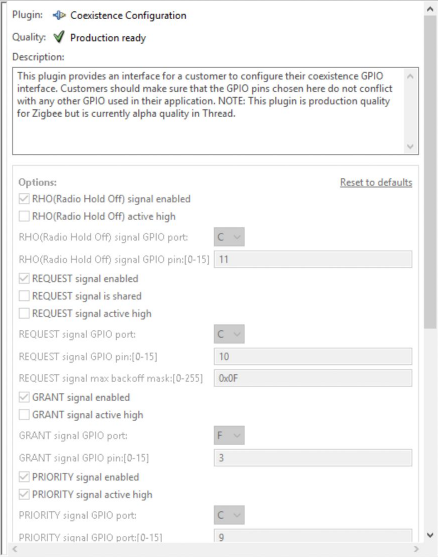 Plugin: Coexistence Configuration
Quality: Production ready
Description:
This plugin provides an interface for a customer to configure their coexistence GPIO
interface. Customers should make sure that the GPIO pins chosen here do not conflict
with any other GPIO used in their application. NOTE: This plugin is production quality
for Zigbee but is currently alpha quality in Thread.
Options: Reset to defaults
RHO(Radio Hold Off) signal enabled
RHO(Radio Hold Off) active high
RHO(Radio Hold Off) signal GPIO port: C
RHO(Radio Hold Off) signal GPIO pin:[0-15] 11
REQUEST signal enabled
REQUEST signal is shared
REQUEST signal active high
REQUEST signal GPIO port: C
REQUEST signal GPIO pin:[0-15] 10
REQUEST signal max backoff mask:[0-255] 0x0F
GRANT signal enabled
GRANT signal active high
GRANT signal GPIO port: F
GRANT signal GPIO pin:[0-15] 3
PRIORITY signal enabled
PRIORITY signal active high
PRIORITY signal GPIO port: C
PRIORITY signal GPIO port:[0-15] 9